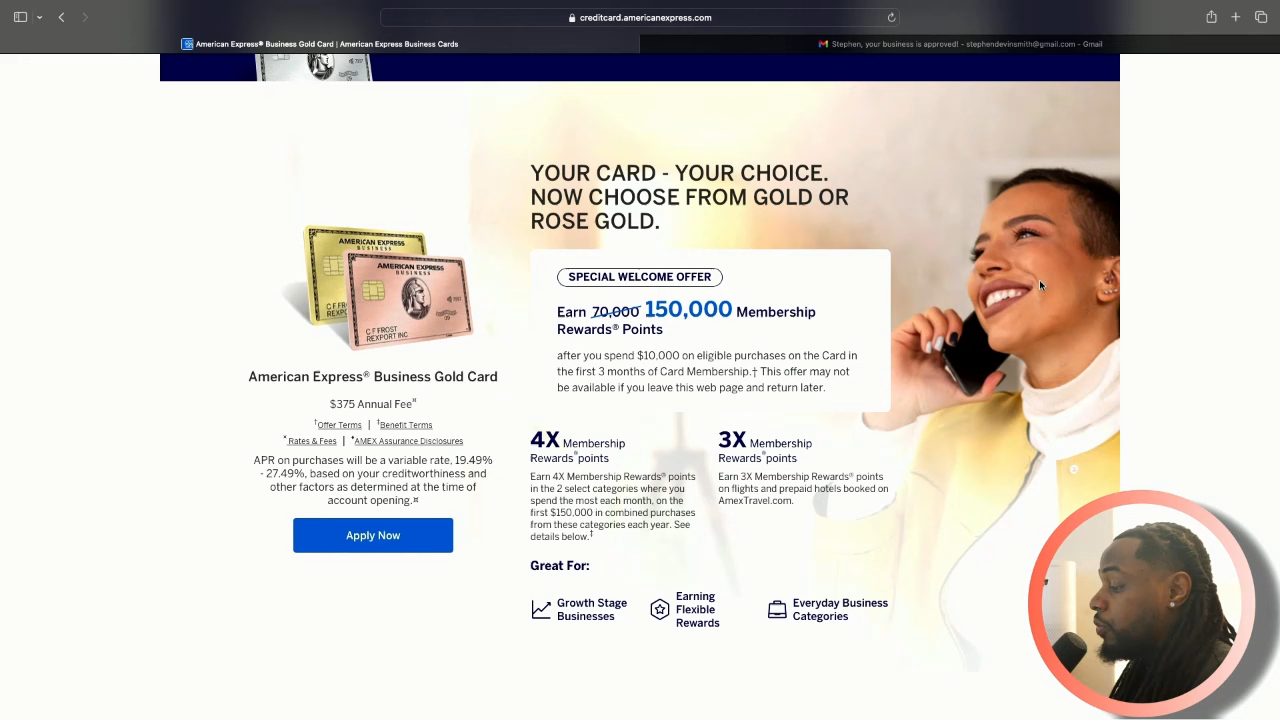 creditcard.americanexpress.com
American Express® Business Gold Card | American Express Business Cards
Stephen, your business is approved! - stephendevinsmith@gmail.com - Gmail
YOUR CARD - YOUR CHOICE.
NOW CHOOSE FROM GOLD OR
ROSE GOLD.
AMERICAN EXPRESS
BUSINESS
AMERICAN EXPRESS
BUSINESS
C F FROST
REXPORT INC
American Express® Business Gold Card
$375 Annual Fee¤
†Offer Terms | ‡Benefit Terms
¤Rates & Fees | *AMEX Assurance Disclosures
APR on purchases will be a variable rate, 19.49%
- 27.49%, based on your creditworthiness and
other factors as determined at the time of
account opening.¤
Apply Now
SPECIAL WELCOME OFFER
Earn 70,000 150,000 Membership
Rewards® Points
after you spend $10,000 on eligible purchases on the Card in
the first 3 months of Card Membership.† This offer may not
be available if you leave this web page and return later.
4X Membership
Rewards® points
Earn 4X Membership Rewards® points
in the 2 select categories where you
spend the most each month, on the
first $150,000 in combined purchases
from these categories each year. See
details below.‡
3X Membership
Rewards® points
Earn 3X Membership Rewards® points
on flights and prepaid hotels booked on
AmexTravel.com.
Great For:
Growth Stage
Businesses
Earning
Flexible
Rewards
Everyday Business
Categories